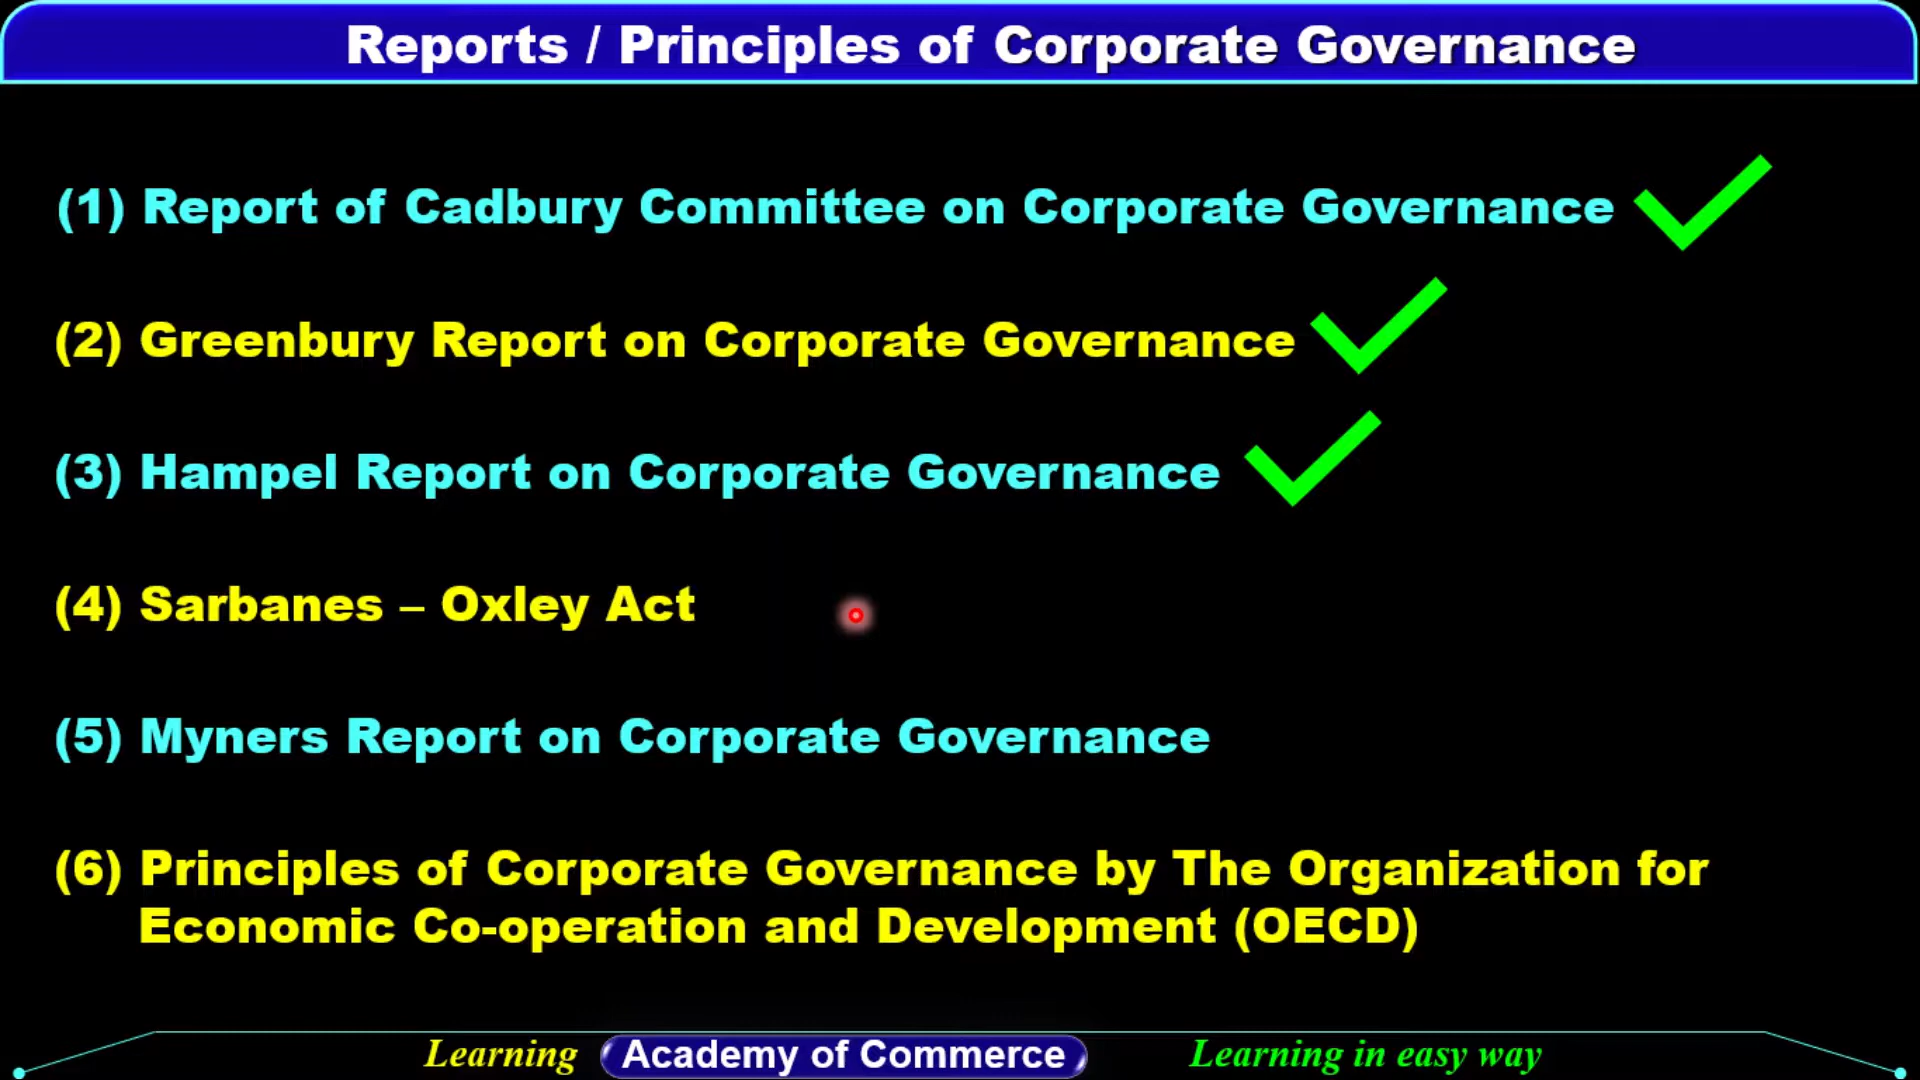 Reports / Principles of Corporate Governance
(1) Report of Cadbury Committee on Corporate Governance
(2) Greenbury Report on Corporate Governance
(3) Hampel Report on Corporate Governance
(4) Sarbanes – Oxley Act
(5) Myners Report on Corporate Governance
(6) Principles of Corporate Governance by The Organization for
Economic Co-operation and Development (OECD)
Learning Academy of Commerce Learning in easy way